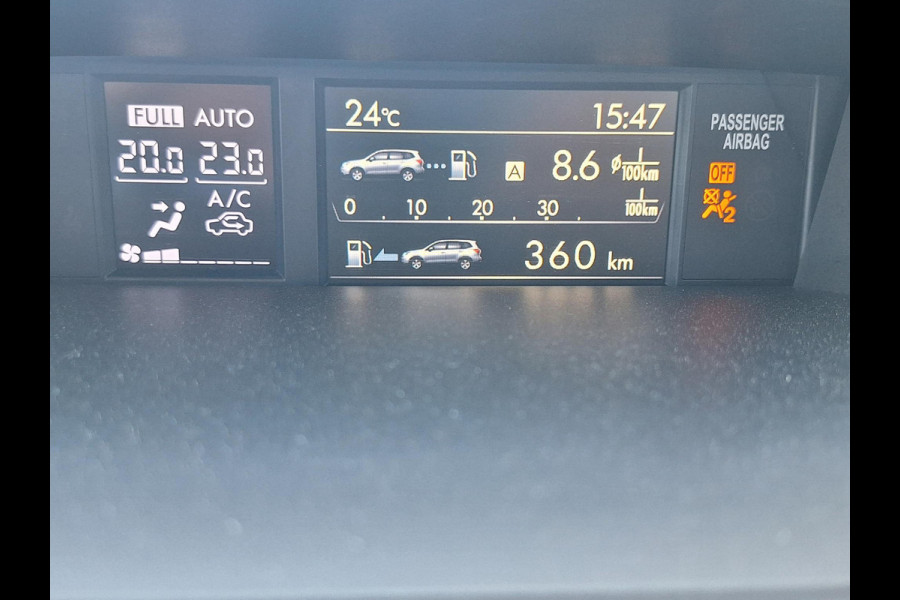 FULL AUTO
20.0 23.0
A/C
24°C 15:47
A 8.6 Ø L/100km
0 10 20 30 L/100km
360 km
PASSENGER
AIRBAG
OFF
2